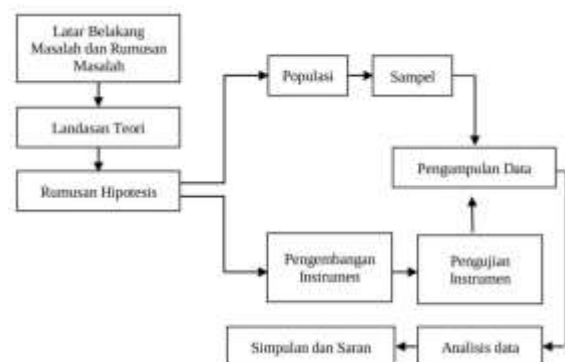 Latar Belakang
Masalah dan Rumusan
Masalah
Landasan Teori
Rumusan Hipotesis
Populasi
Sampel
Pengumpulan Data
Pengembangan
Instrumen
Pengujian
Instrumen
Analisis data
Simpulan dan Saran